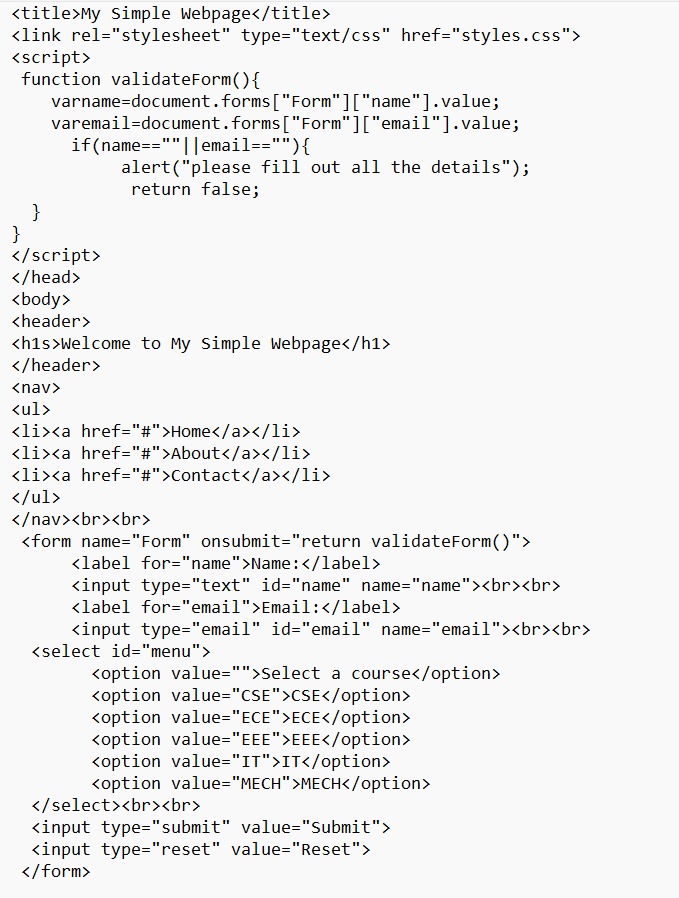 <title>My Simple Webpage</title>
<link rel="stylesheet" type="text/css" href="styles.css">
<script>
function validateForm(){
varname=document.forms["Form"]["name"].value;
varemail=document.forms["Form"]["email"].value;
if(name==""||email==""){
alert("please fill out all the details");
return false;
}
}
</script>
</head>
<body>
<header>
<h1s>Welcome to My Simple Webpage</h1>
</header>
<nav>
<ul>
<li><a href="#">Home</a></li>
<li><a href="#">About</a></li>
<li><a href="#">Contact</a></li>
</ul>
</nav><br><br>
<form name="Form" onsubmit="return validateForm()">
<label for="name">Name:</label>
<input type="text" id="name" name="name"><br><br>
<label for="email">Email:</label>
<input type="email" id="email" name="email"><br><br>
<select id="menu">
<option value="">Select a course</option>
<option value="CSE">CSE</option>
<option value="ECE">ECE</option>
<option value="EEE">EEE</option>
<option value="IT">IT</option>
<option value="MECH">MECH</option>
</select><br><br>
<input type="submit" value="Submit">
<input type="reset" value="Reset">
</form>